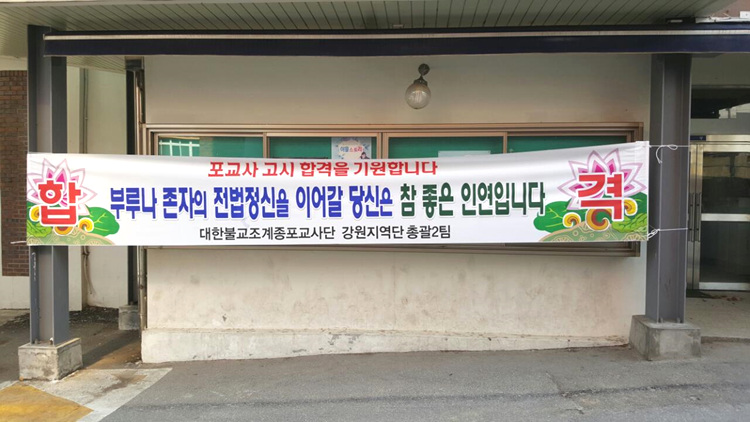 포교사 고시 합격을 기원합니다
합 부루나 존자의 전법정신을 이어갈 당신은 참 좋은 인연입니다 격
대한불교조계종포교사단 강원지역단 총괄2팀